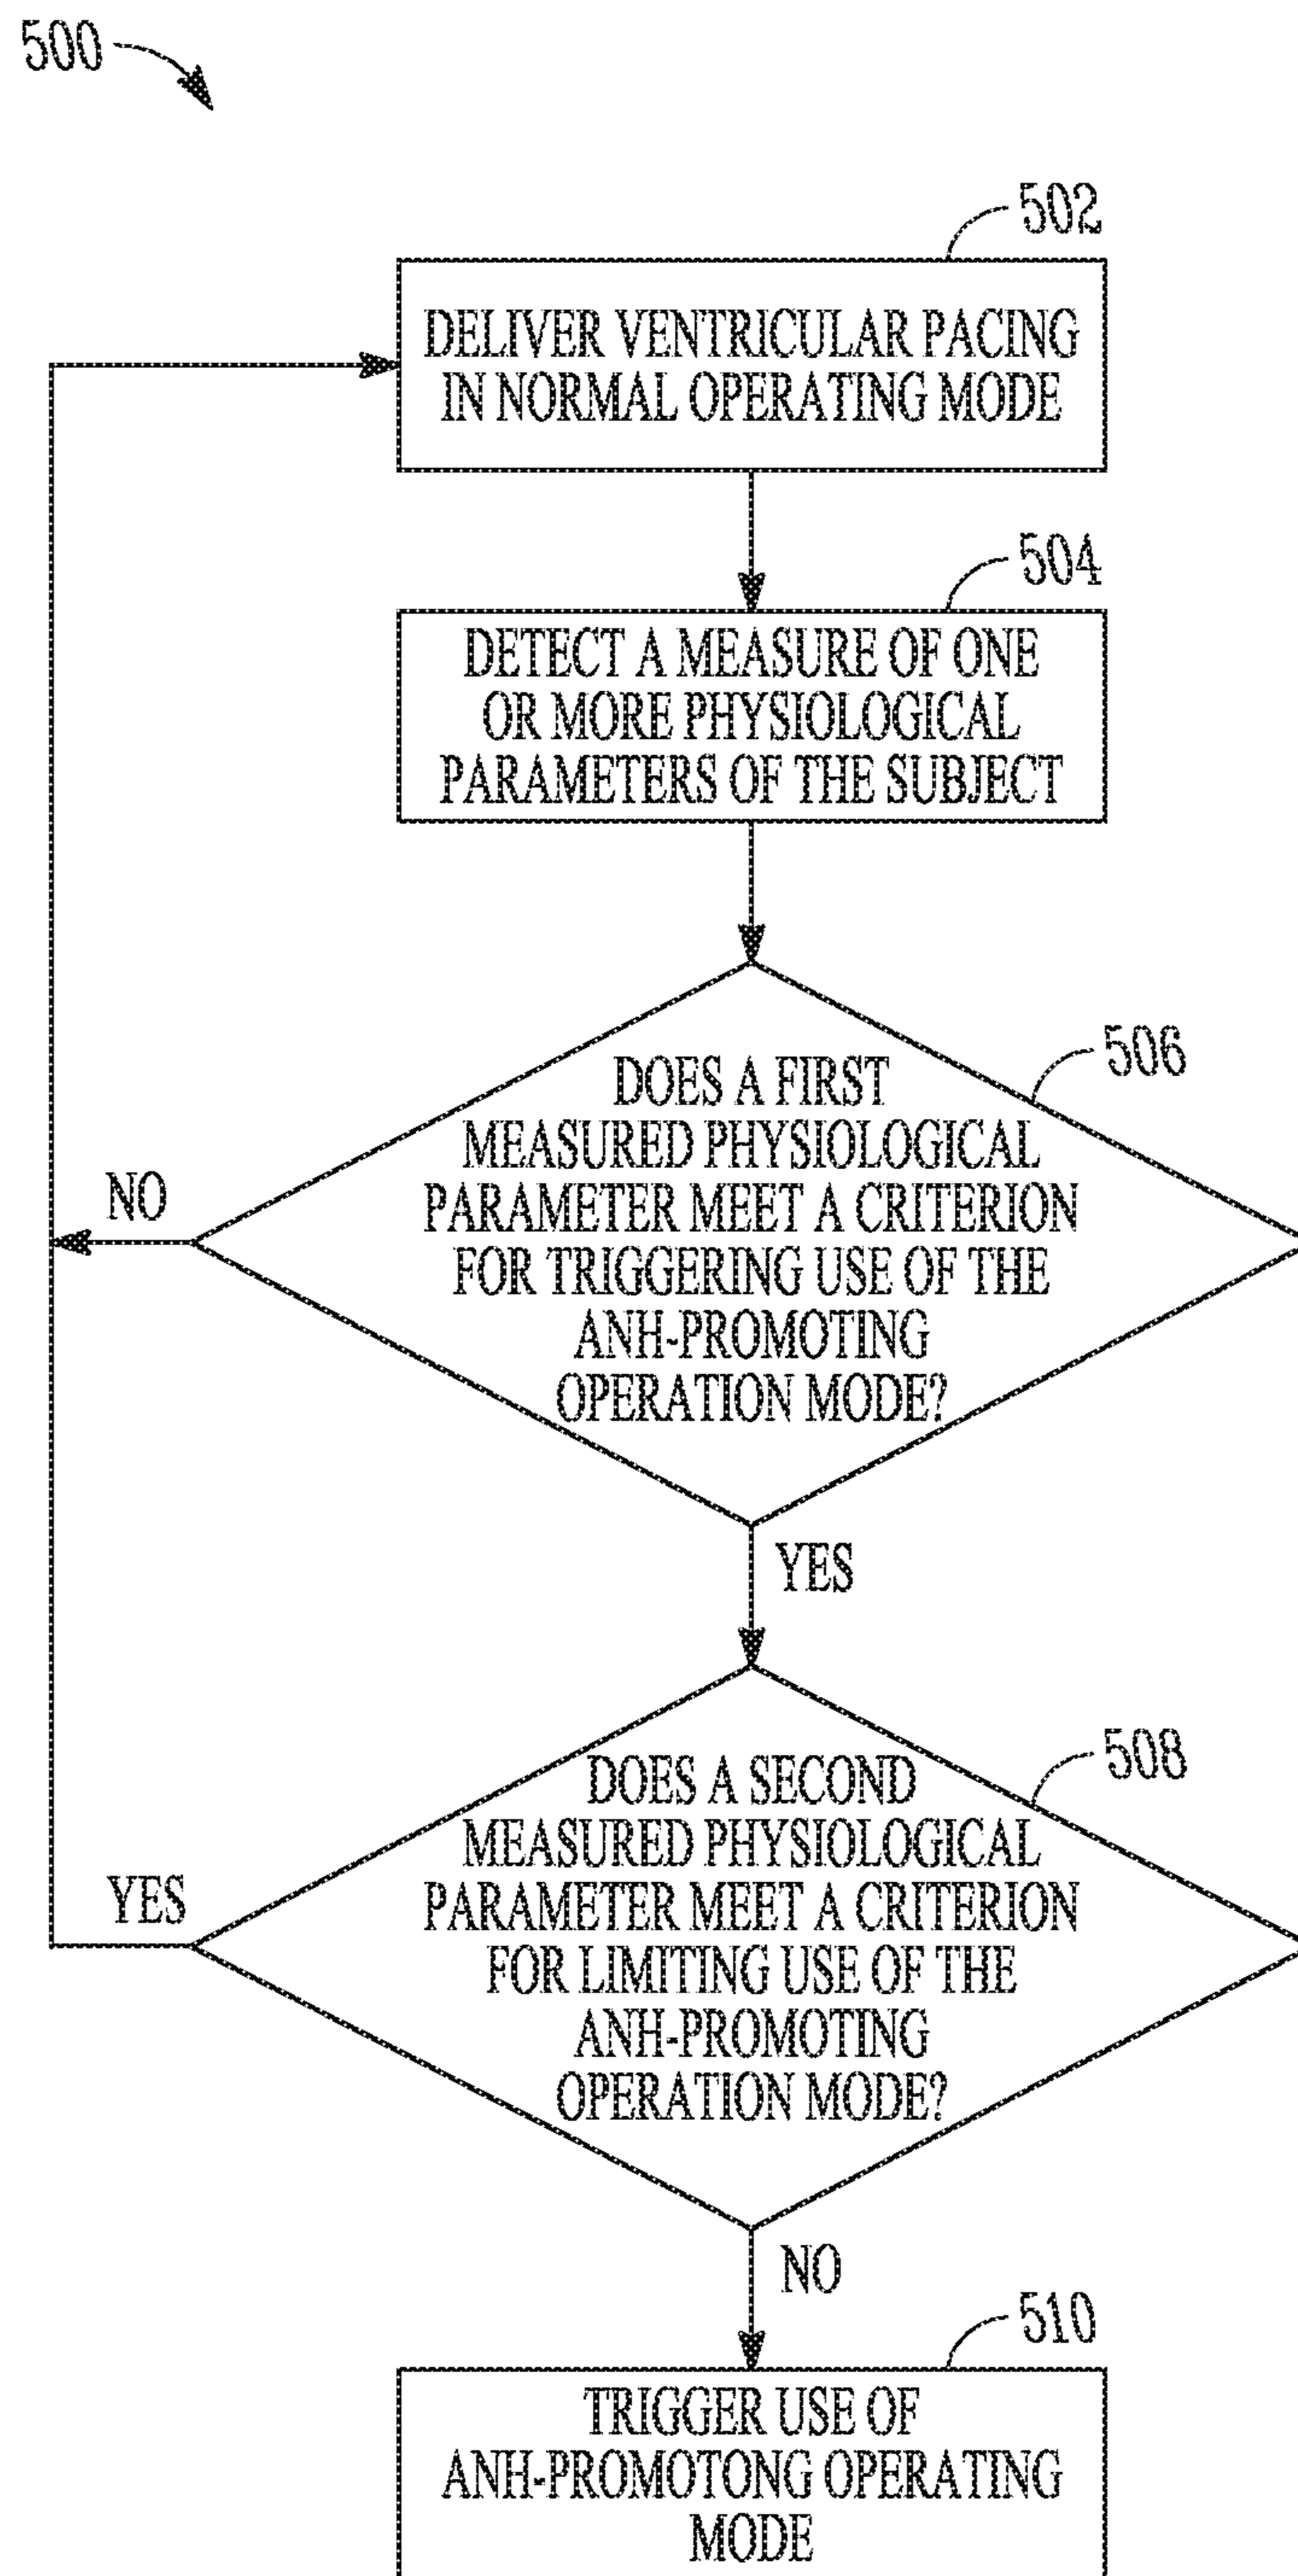 500
502
DELIVER VENTRICULAR PACING
IN NORMAL OPERATING MODE
504
DETECT A MEASURE OF ONE
OR MORE PHYSIOLOGICAL
PARAMETERS OF THE SUBJECT
506
DOES A FIRST
MEASURED PHYSIOLOGICAL
PARAMETER MEET A CRITERION
FOR TRIGGERING USE OF THE
ANH-PROMOTING
OPERATION MODE?
NO
YES
508
DOES A SECOND
MEASURED PHYSIOLOGICAL
PARAMETER MEET A CRITERION
FOR LIMITING USE OF THE
ANH-PROMOTING
OPERATION MODE?
YES
NO
510
TRIGGER USE OF
ANH-PROMOTONG OPERATING
MODE